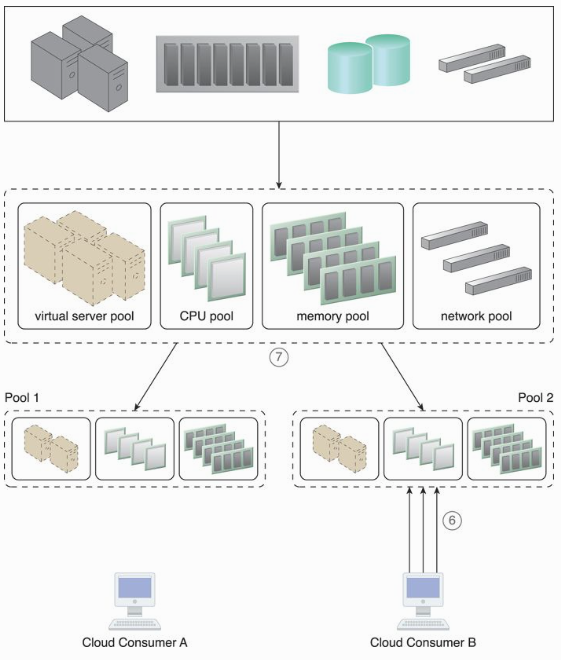 virtual server pool
CPU pool
memory pool
network pool
7
Pool 1
Pool 2
6
Cloud Consumer A
Cloud Consumer B